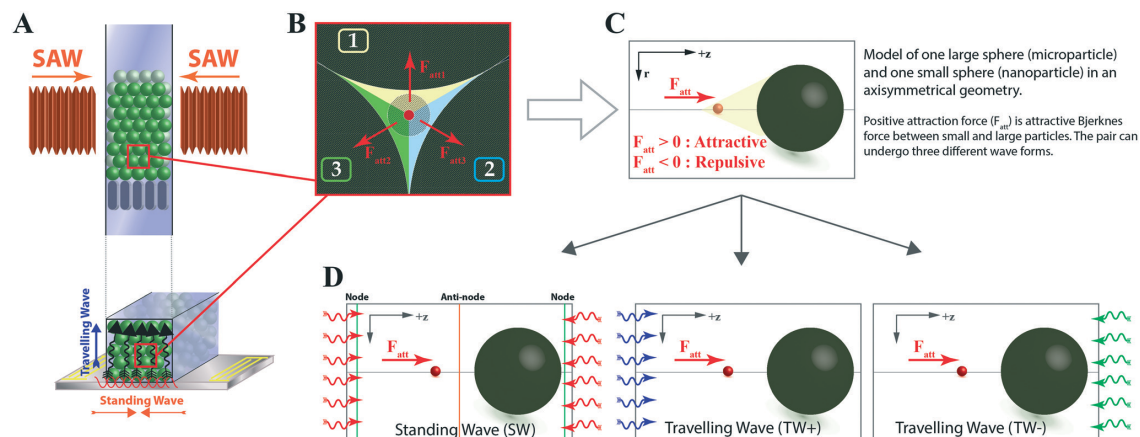 A
SAW
SAW
Travelling Wave
Standing Wave
B
1
F att1
F att2
F att3
3
2
C
+z
r
F att
F att > 0 : Attractive
F att < 0 : Repulsive
Model of one large sphere (microparticle)
and one small sphere (nanoparticle) in an
axisymmetrical geometry.
Positive attraction force (F att) is attractive Bjerknes
force between small and large particles. The pair can
undergo three different wave forms.
D
Node
Anti-node
Node
+z
F att
Standing Wave (SW)
+z
F att
Travelling Wave (TW+)
+z
F att
Travelling Wave (TW-)